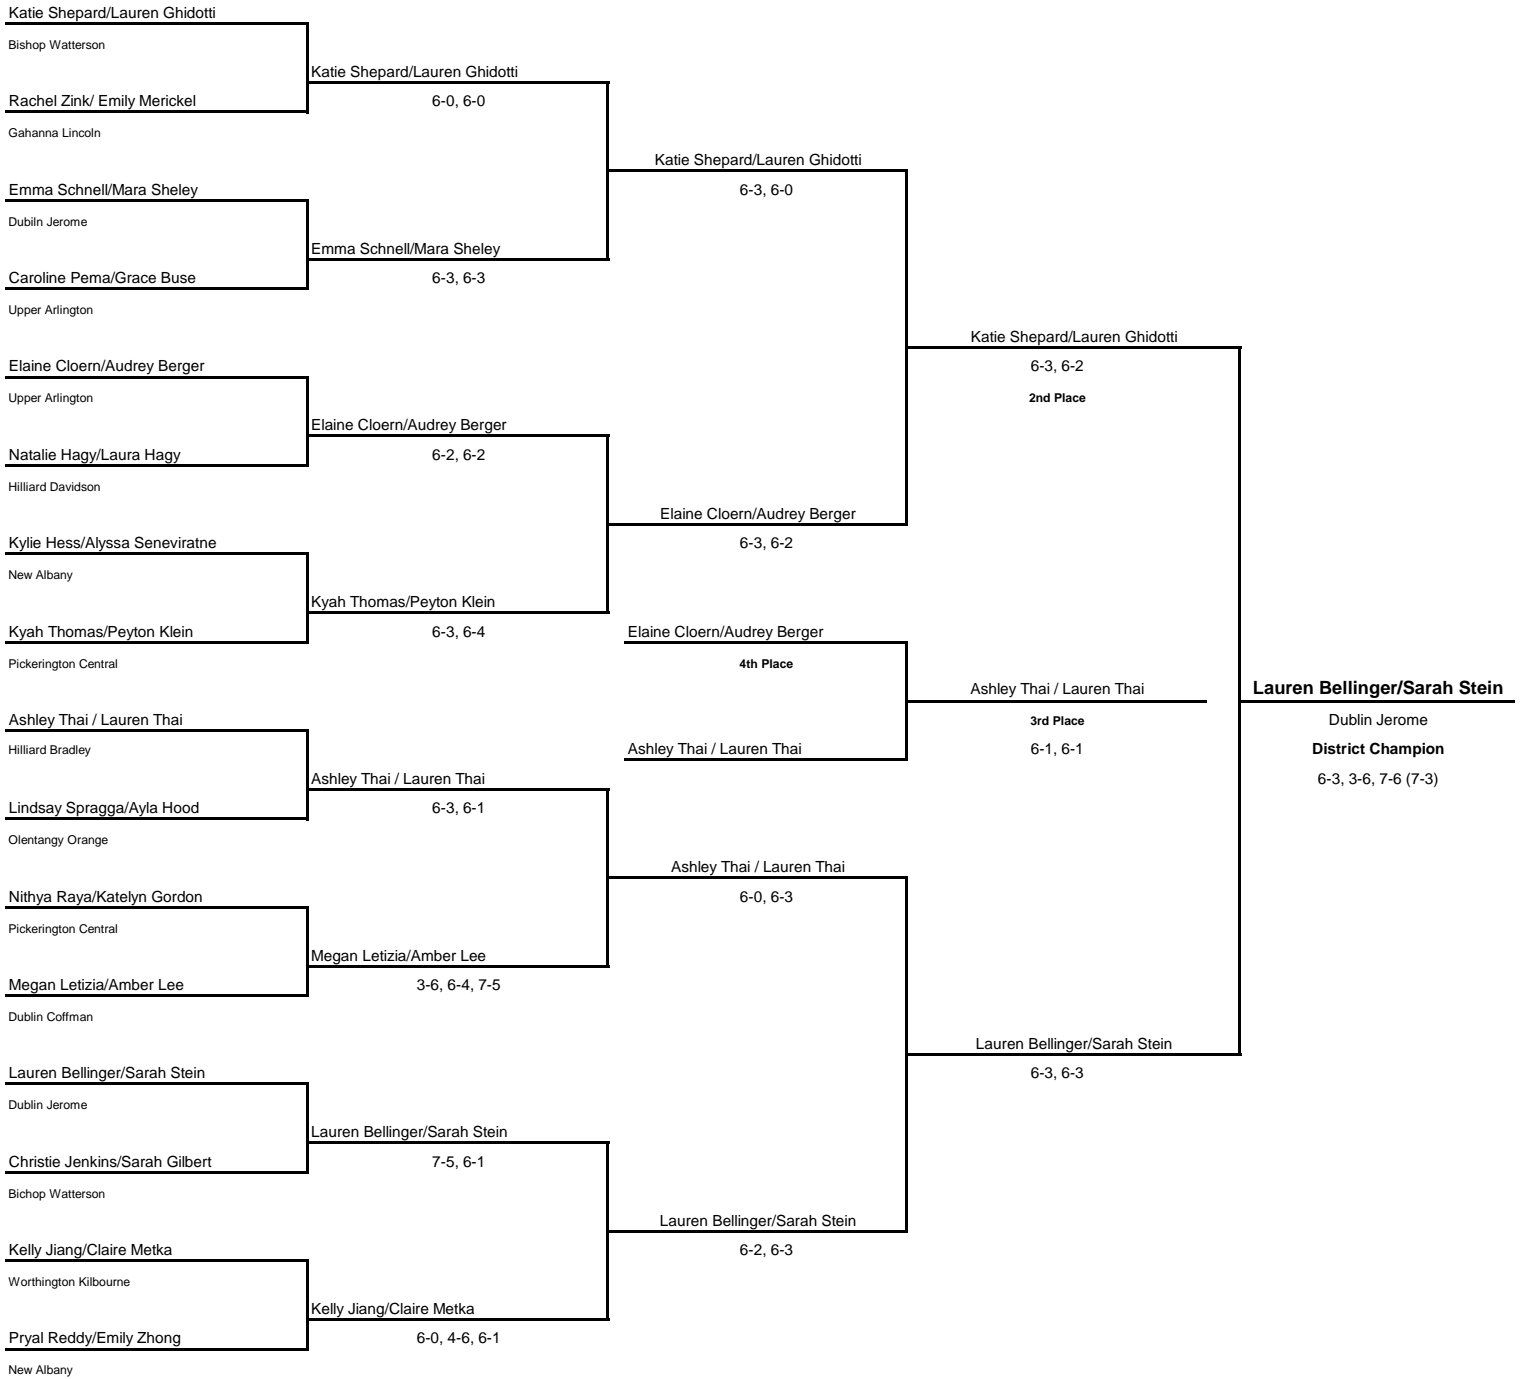 Katie Shepard/Lauren Ghidotti
Bishop Watterson
Katie Shepard/Lauren Ghidotti
Rachel Zink/ Emily Merickel
6-0, 6-0
Gahanna Lincoln
Katie Shepard/Lauren Ghidotti
Emma Schnell/Mara Sheley
6-3, 6-0
Dubiln Jerome
Emma Schnell/Mara Sheley
Caroline Pema/Grace Buse
6-3, 6-3
Upper Arlington
Katie Shepard/Lauren Ghidotti
Elaine Cloern/Audrey Berger
6-3, 6-2
Upper Arlington
2nd Place
Elaine Cloern/Audrey Berger
Natalie Hagy/Laura Hagy
6-2, 6-2
Hilliard Davidson
Elaine Cloern/Audrey Berger
Kylie Hess/Alyssa Seneviratne
6-3, 6-2
New Albany
Kyah Thomas/Peyton Klein
Kyah Thomas/Peyton Klein
6-3, 6-4
Elaine Cloern/Audrey Berger
Pickerington Central
4th Place
Ashley Thai / Lauren Thai
Lauren Bellinger/Sarah Stein
Ashley Thai / Lauren Thai
3rd Place
Dublin Jerome
Hilliard Bradley
Ashley Thai / Lauren Thai
6-1, 6-1
District Champion
Ashley Thai / Lauren Thai
6-3, 3-6, 7-6 (7-3)
Lindsay Spragga/Ayla Hood
6-3, 6-1
Olentangy Orange
Ashley Thai / Lauren Thai
Nithya Raya/Katelyn Gordon
6-0, 6-3
Pickerington Central
Megan Letizia/Amber Lee
Megan Letizia/Amber Lee
3-6, 6-4, 7-5
Dublin Coffman
Lauren Bellinger/Sarah Stein
Lauren Bellinger/Sarah Stein
6-3, 6-3
Dublin Jerome
Lauren Bellinger/Sarah Stein
Christie Jenkins/Sarah Gilbert
7-5, 6-1
Bichop Watterson
Lauren Bellinger/Sarah Stein
Kelly Jiang/Claire Metka
6-2, 6-3
Worthington Kilbourne
Kelly Jiang/Claire Metka
Pryal Reddy/Emily Zhong
6-0, 4-6, 6-1
New Albany